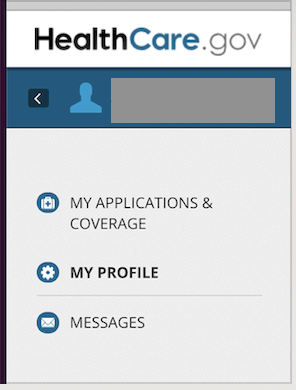 HealthCare.gov
MY APPLICATIONS &
COVERAGE
MY PROFILE
MESSAGES